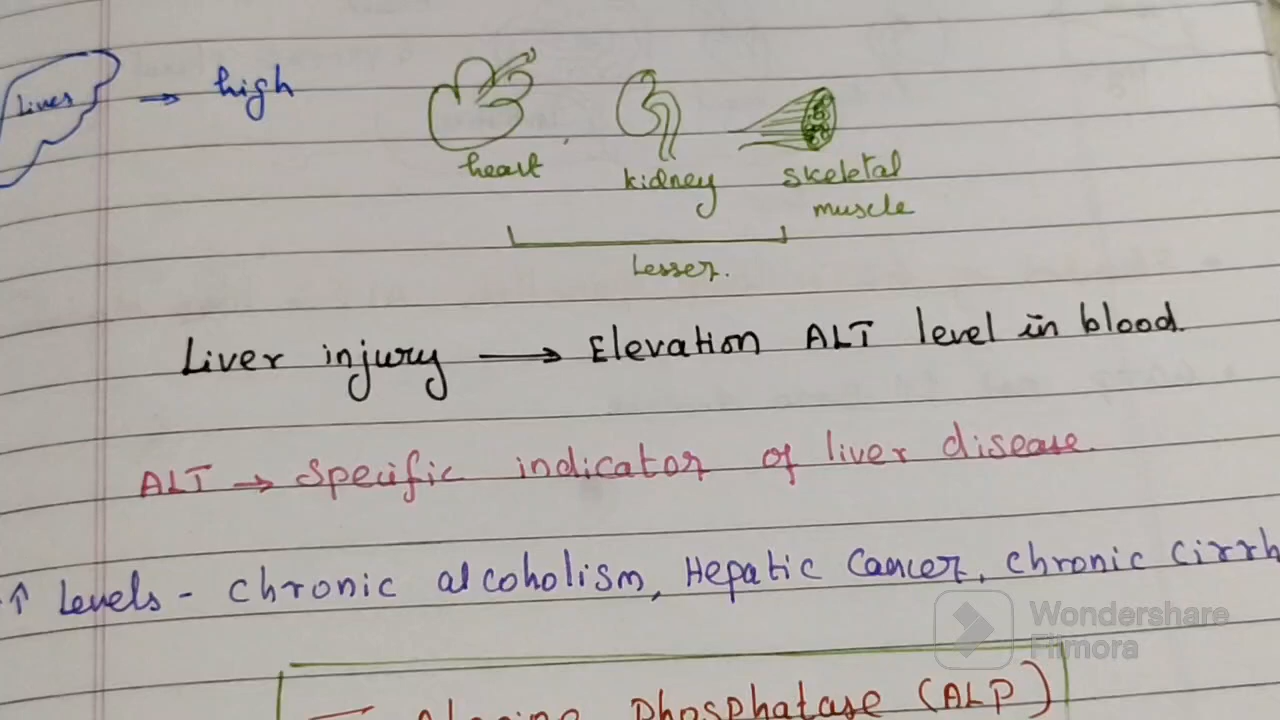 Liver → high
heart
kidney
skeletal
muscle
Lesser.
Liver injury → Elevation ALT level in blood.
ALT → Specific indicator of liver disease.
↑ Levels - Chronic alcoholism, Hepatic Cancer, Chronic Cirrh
Wondershare
Filmora
Phosphatase (ALP)